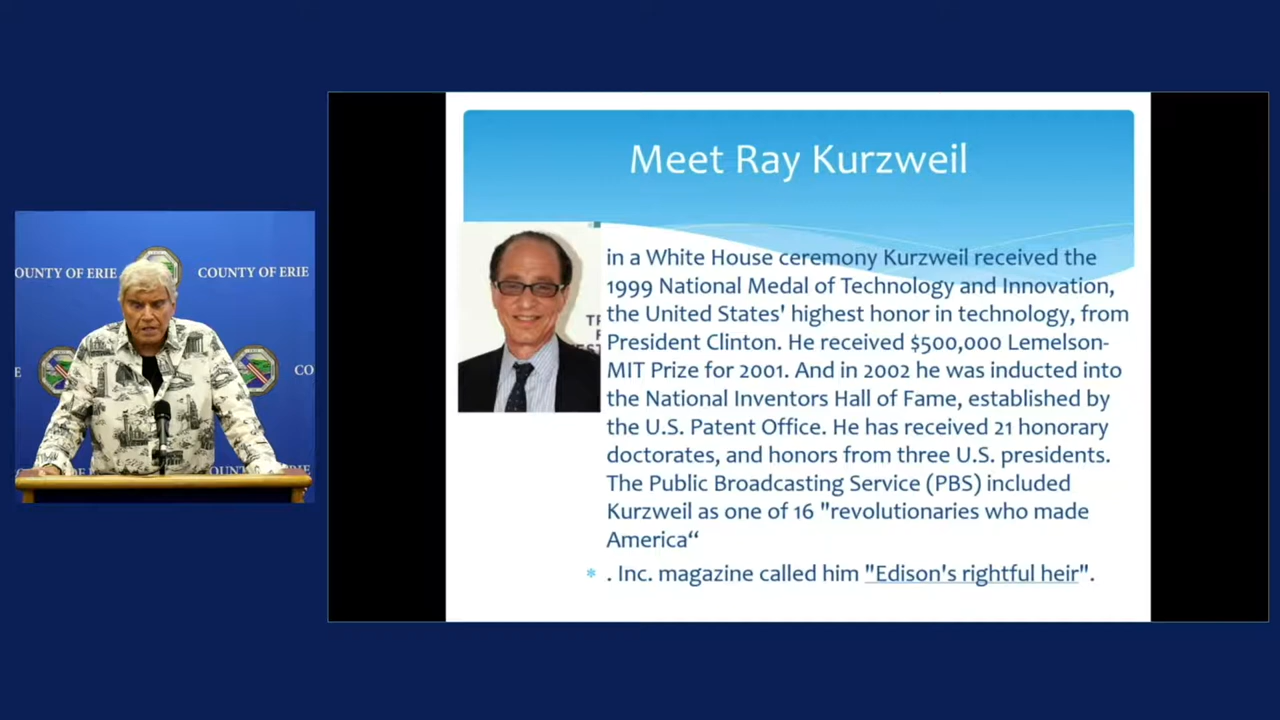 Meet Ray Kurzweil
in a White House ceremony Kurzweil received the
1999 National Medal of Technology and Innovation,
the United States' highest honor in technology, from
President Clinton. He received $500,000 Lemelson-
MIT Prize for 2001. And in 2002 he was inducted into
the National Inventors Hall of Fame, established by
the U.S. Patent Office. He has received 21 honorary
doctorates, and honors from three U.S. presidents.
The Public Broadcasting Service (PBS) included
Kurzweil as one of 16 "revolutionaries who made
America“
. Inc. magazine called him "Edison's rightful heir".
OUNTY OF ERIE
COUNTY OF ERIE
E
CO